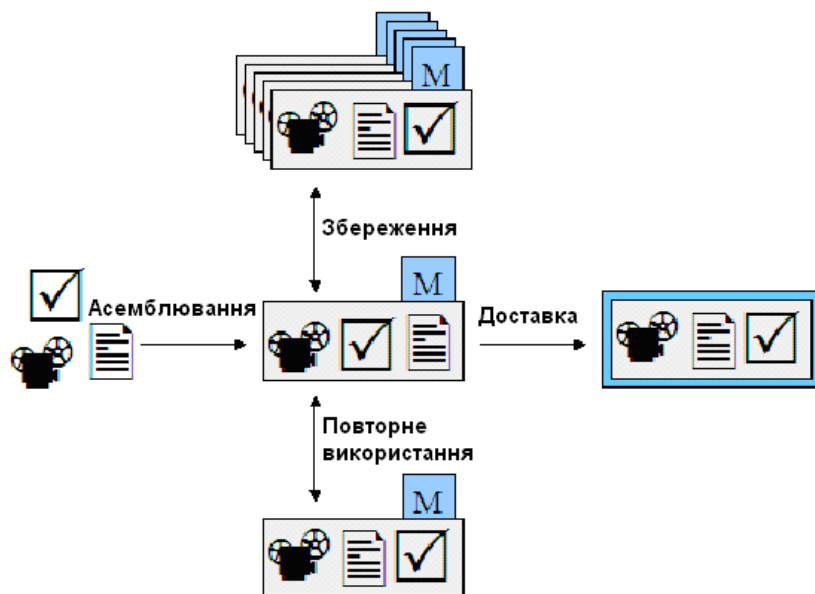 M
Збереження
M
Асемблювання
Доставка
Повторне
використання
M